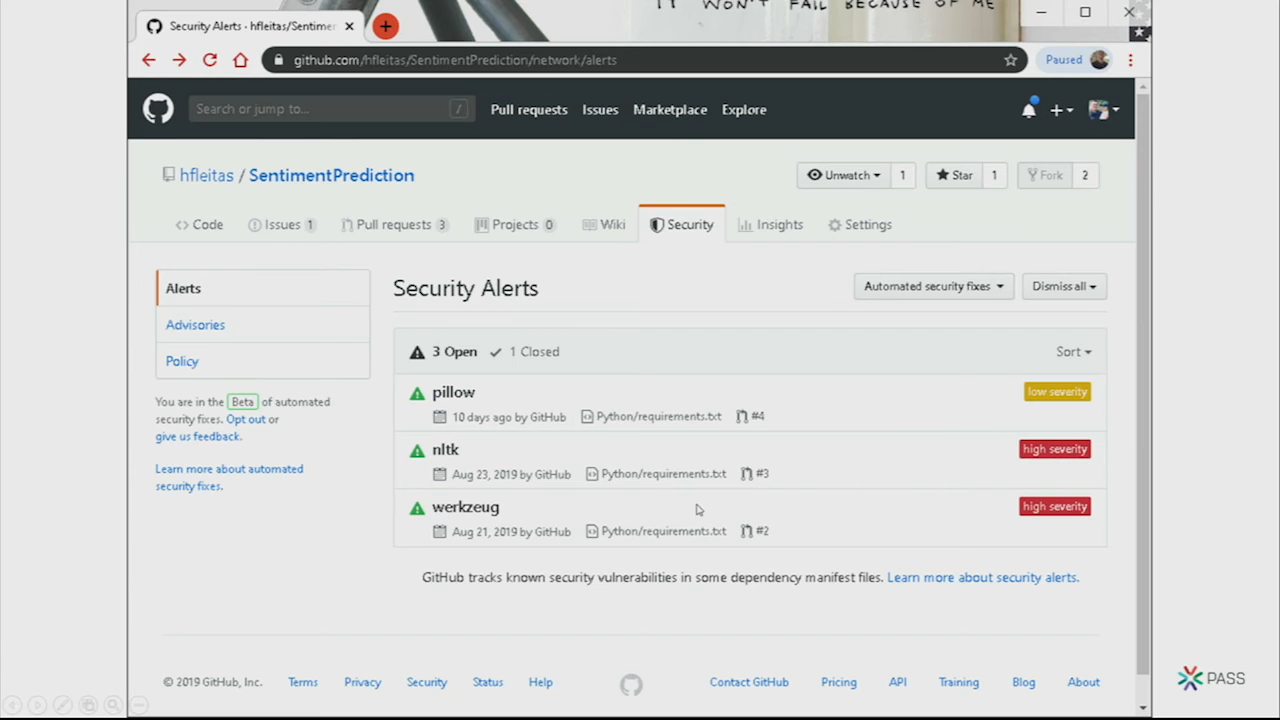 IT WON'T FAIL BECAUSE OF ME
Security Alerts · hfleitas/Sentimen
github.com/hfleitas/SentimentPrediction/network/alerts
Paused
Search or jump to...
/
Pull requests Issues Marketplace Explore
hfleitas / SentimentPrediction
Unwatch 1 Star 1 Fork 2
Code Issues 1 Pull requests 3 Projects 0 Wiki Security Insights Settings
Alerts
Advisories
Policy
You are in the Beta of automated
security fixes. Opt out or
give us feedback.
Learn more about automated
security fixes.
Security Alerts
Automated security fixes Dismiss all
3 Open 1 Closed Sort
pillow low severity
10 days ago by GitHub Python/requirements.txt #4
nltk high severity
Aug 23, 2019 by GitHub Python/requirements.txt #3
werkzeug high severity
Aug 21, 2019 by GitHub Python/requirements.txt #2
GitHub tracks known security vulnerabilities in some dependency manifest files. Learn more about security alerts.
© 2019 GitHub, Inc. Terms Privacy Security Status Help Contact GitHub Pricing API Training Blog About
PASS